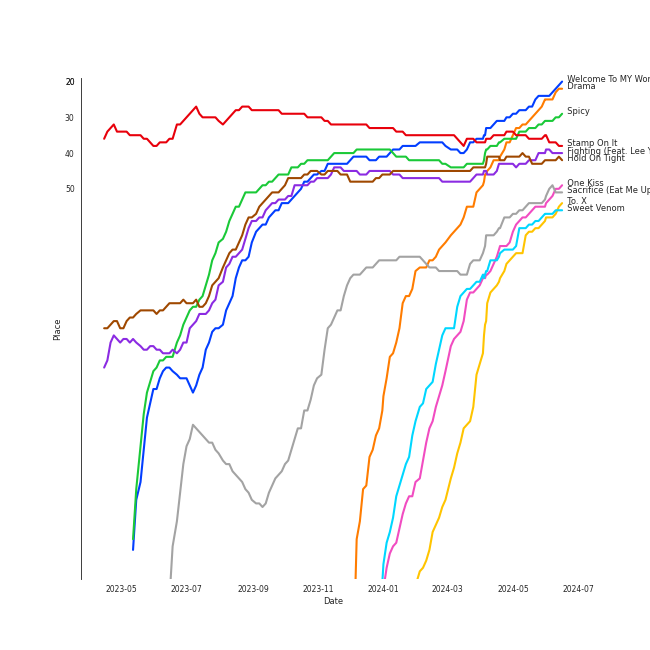 Welcome To MY Wor
Drama
Spicy
Stamp On It
Fighting (Feat. Lee Y
Hold On Tight
One Kiss
Sacrifice (Eat Me Up
To. X
Sweet Venom
20
30
40
50
Place
2023-05
2023-07
2023-09
2023-11
2024-01
2024-03
2024-05
2024-07
Date